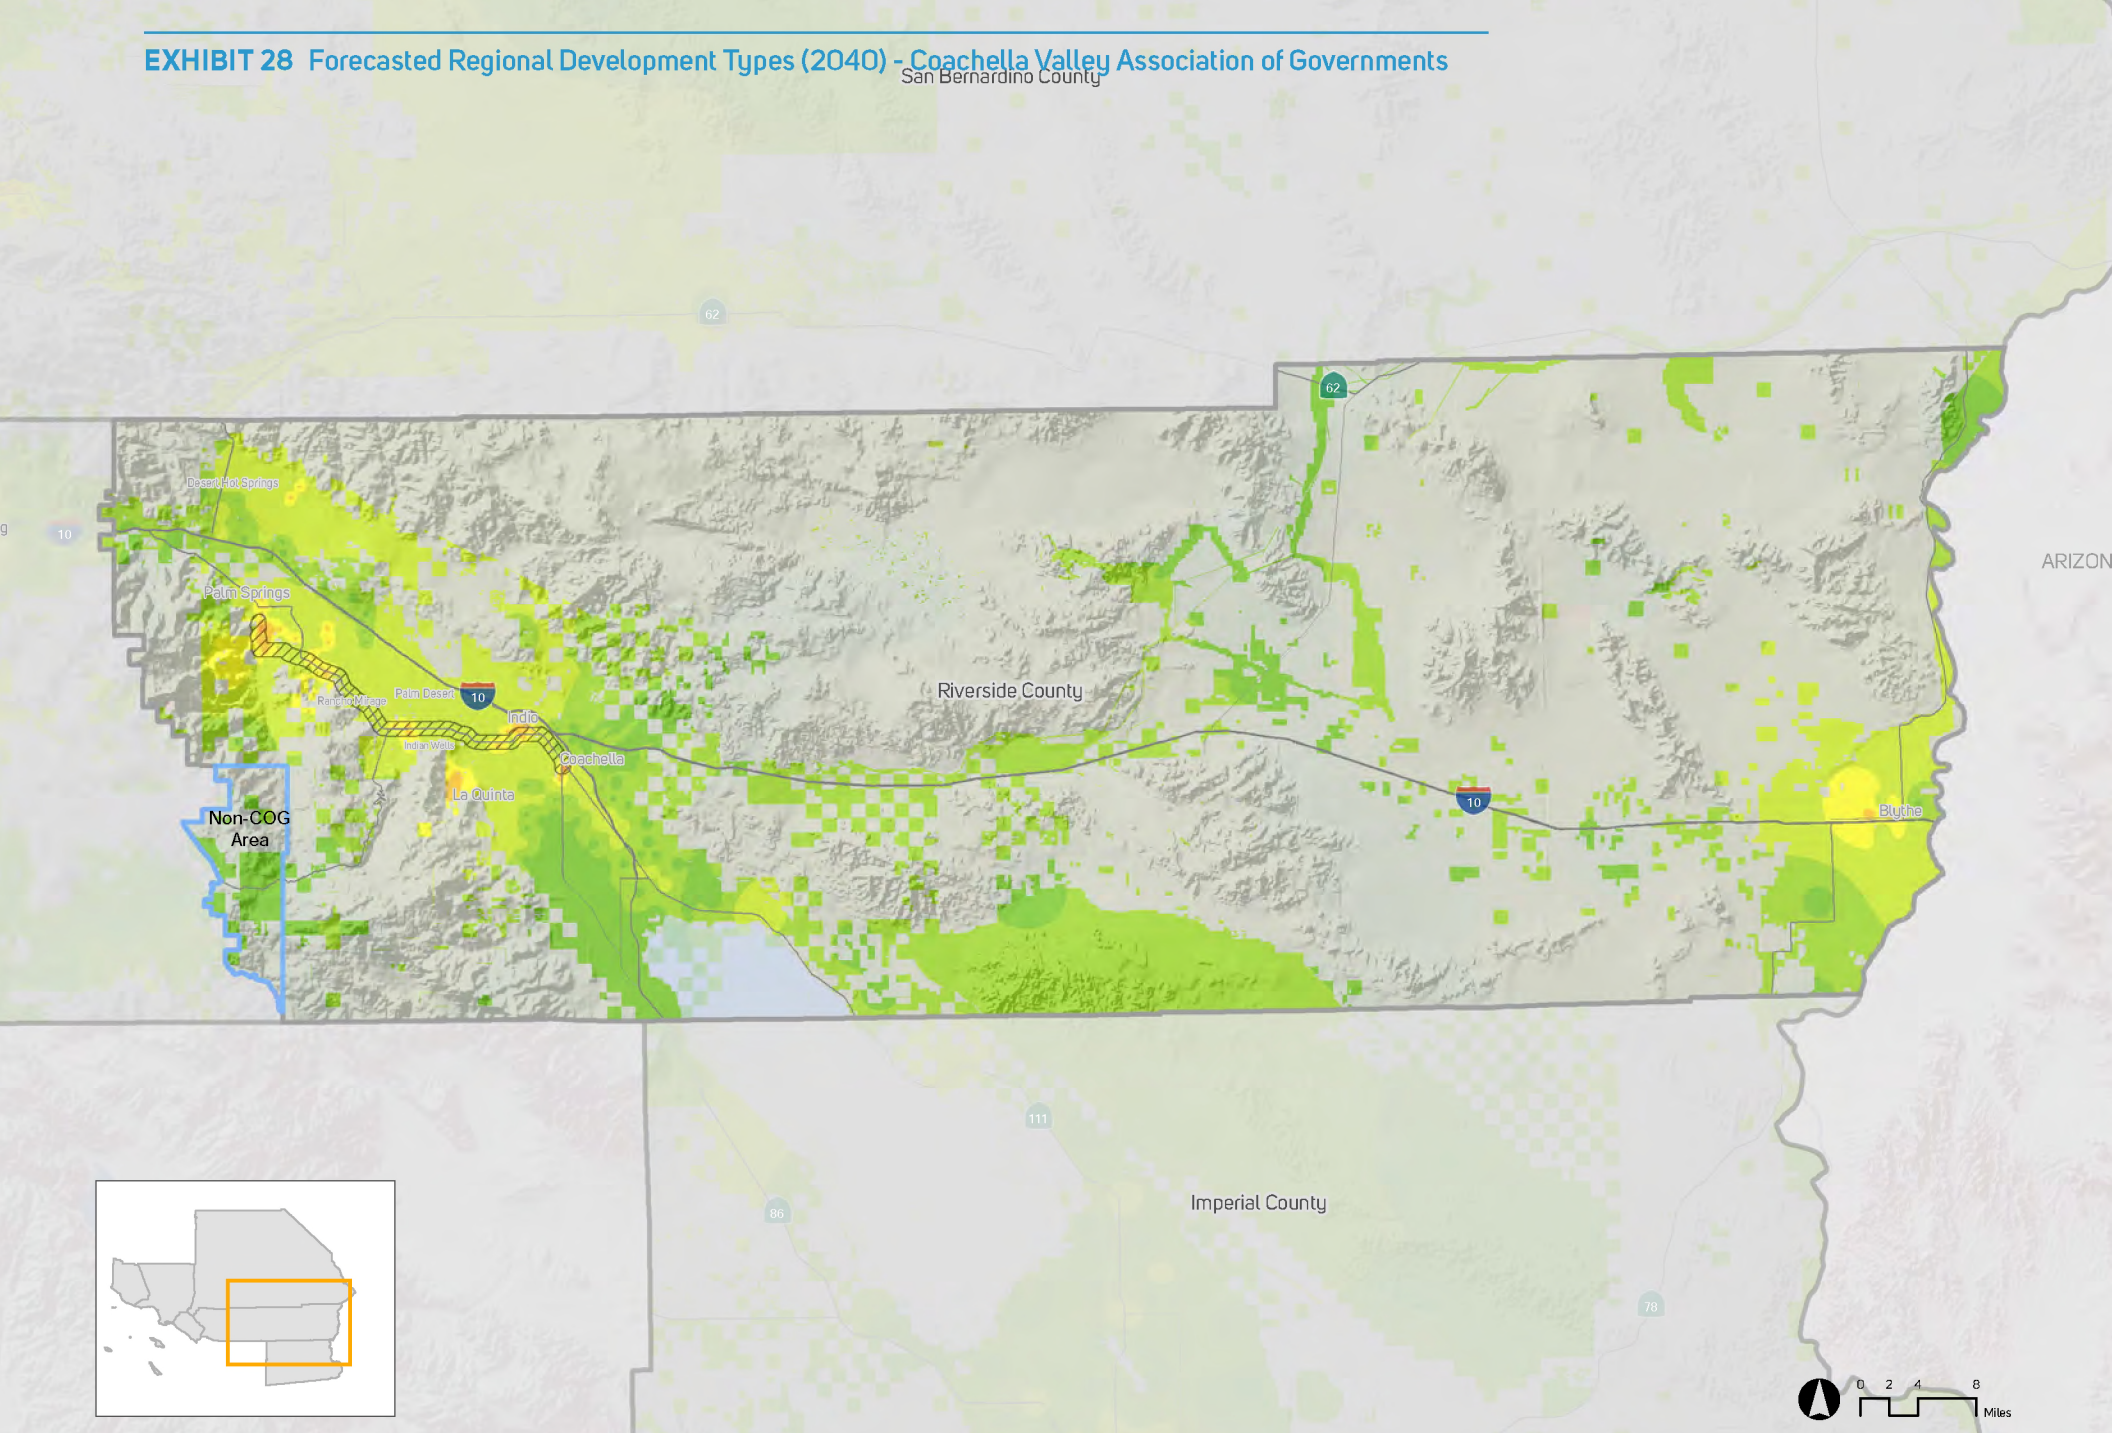 EXHIBIT 28 Forecasted Regional Development Types (2040) - Coachella Valley Association of Governments
San Bernardino County
62
62
Desert Hot Springs
g
10
ARIZON
Palm Springs
Riverside County
Palm Desert
10
Rancho Mirage
Indio
Indian Wells
Coachella
La Quinta
10
Blythe
Non-COG
Area
111
Imperial County
86
78
0 2 4 8
Miles